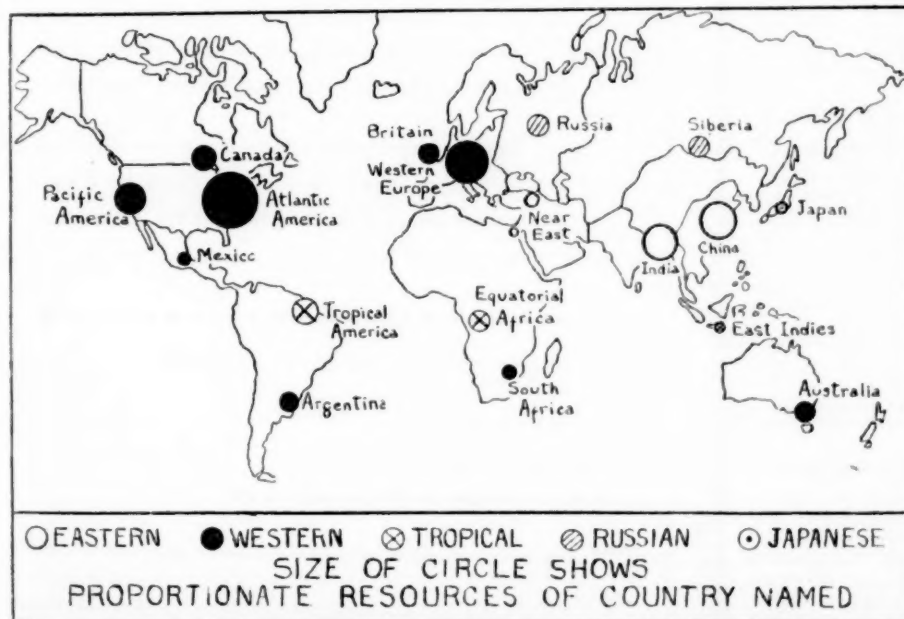 Britain
Russia
Siberia
Canada
Western
Europe
Pacific
America
Atlantic
America
Near
East
Japan
China
India
Mexico
Tropical
America
Equatorial
Africa
East Indies
South
Africa
Argentina
Australia
EASTERN WESTERN TROPICAL RUSSIAN JAPANESE
SIZE OF CIRCLE SHOWS
PROPORTIONATE RESOURCES OF COUNTRY NAMED